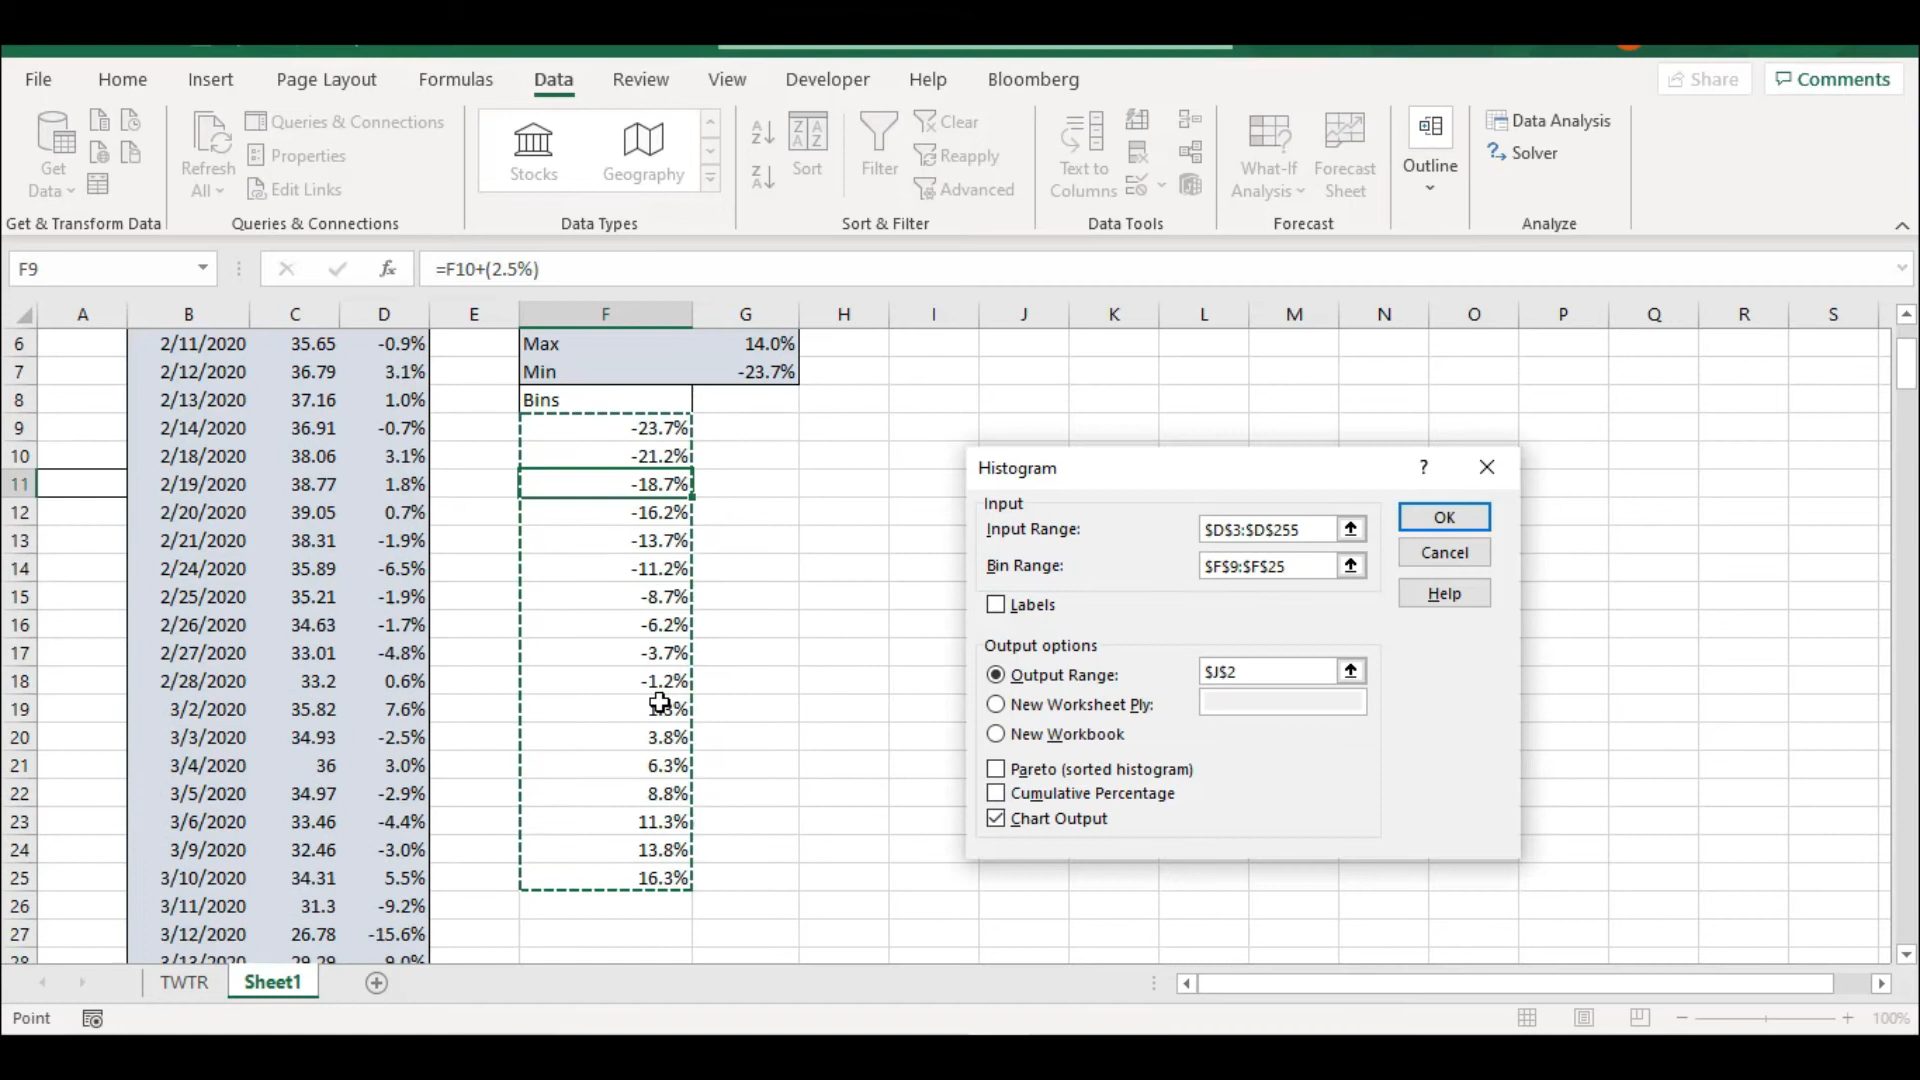 File Home Insert Page Layout Formulas Data Review View Developer Help Bloomberg Share Comments
Get Data
Refresh All
Queries & Connections
Properties
Edit Links
Stocks
Geography
Sort
Filter
Clear
Reapply
Advanced
Text to Columns
What-If Analysis
Forecast Sheet
Outline
Data Analysis
Solver
Get & Transform Data Queries & Connections Data Types Sort & Filter Data Tools Forecast Analyze
F9 fx =F10+(2.5%)
A B C D E F G H I J K L M N O P Q R S
6 2/11/2020 35.65 -0.9% Max 14.0%
7 2/12/2020 36.79 3.1% Min -23.7%
8 2/13/2020 37.16 1.0% Bins
9 2/14/2020 36.91 -0.7% -23.7%
10 2/18/2020 38.06 3.1% -21.2%
11 2/19/2020 38.77 1.8% -18.7%
12 2/20/2020 39.05 0.7% -16.2%
13 2/21/2020 38.31 -1.9% -13.7%
14 2/24/2020 35.89 -6.5% -11.2%
15 2/25/2020 35.21 -1.9% -8.7%
16 2/26/2020 34.63 -1.7% -6.2%
17 2/27/2020 33.01 -4.8% -3.7%
18 2/28/2020 33.2 0.6% -1.2%
19 3/2/2020 35.82 7.6%
20 3/3/2020 34.93 -2.5% 3.8%
21 3/4/2020 36 3.0% 6.3%
22 3/5/2020 34.97 -2.9% 8.8%
23 3/6/2020 33.46 -4.4% 11.3%
24 3/9/2020 32.46 -3.0% 13.8%
25 3/10/2020 34.31 5.5% 16.3%
26 3/11/2020 31.3 -9.2%
27 3/12/2020 26.78 -15.6%
Histogram ?
Input
Input Range: $D$3:$D$255 OK
Bin Range: $F$9:$F$25 Cancel
Labels Help
Output options
Output Range: $J$2
New Worksheet Ply:
New Workbook
Pareto (sorted histogram)
Cumulative Percentage
Chart Output
TWTR Sheet1
Point 100%